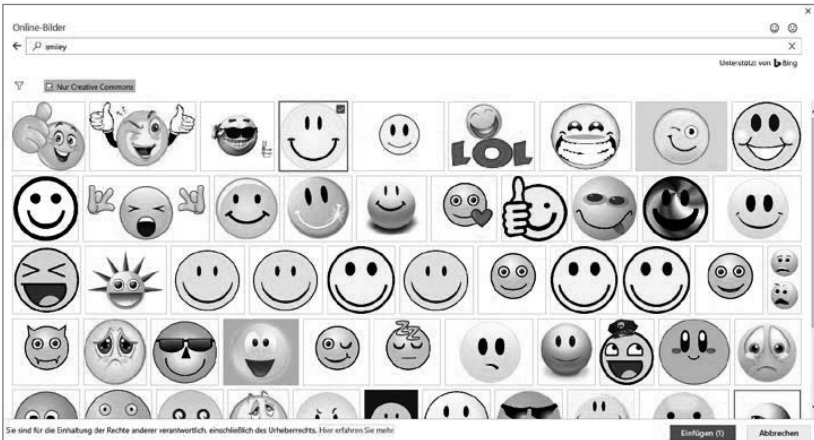 Online-Bilder
smiley
Unterstützt von Bing
Nur Creative Commons
LOL
Sie sind für die Einhaltung der Rechte anderer verantwortlich, einschließlich des Urheberrechts. Hier erfahren Sie mehr
Einfügen (1)
Abbrechen